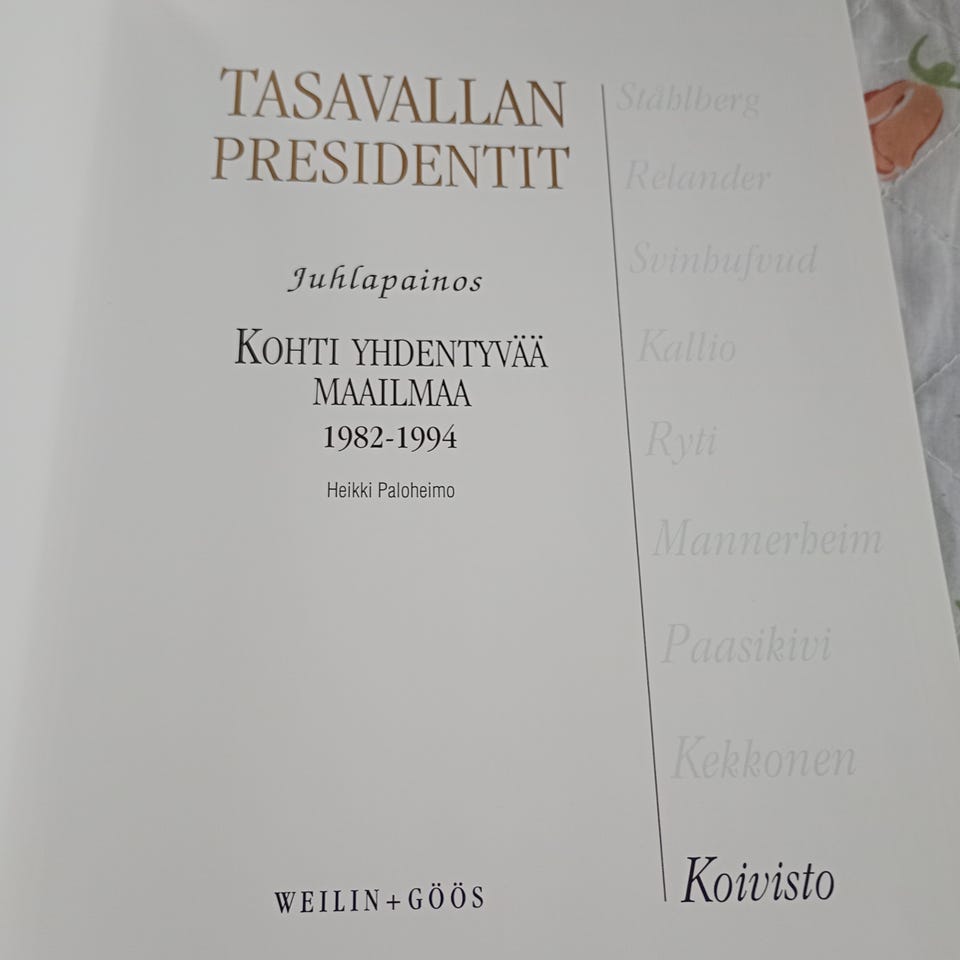 TASAVALLAN
PRESIDENTIT
Juhlapainos
KOHTI YHDENTYVÄÄ
MAAILMAA
1982-1994
Heikki Paloheimo
WEILIN+GÖÖS
Ståhlberg
Relander
Svinhufvud
Kallio
Ryti
Mannerheim
Paasikivi
Kekkonen
Koivisto